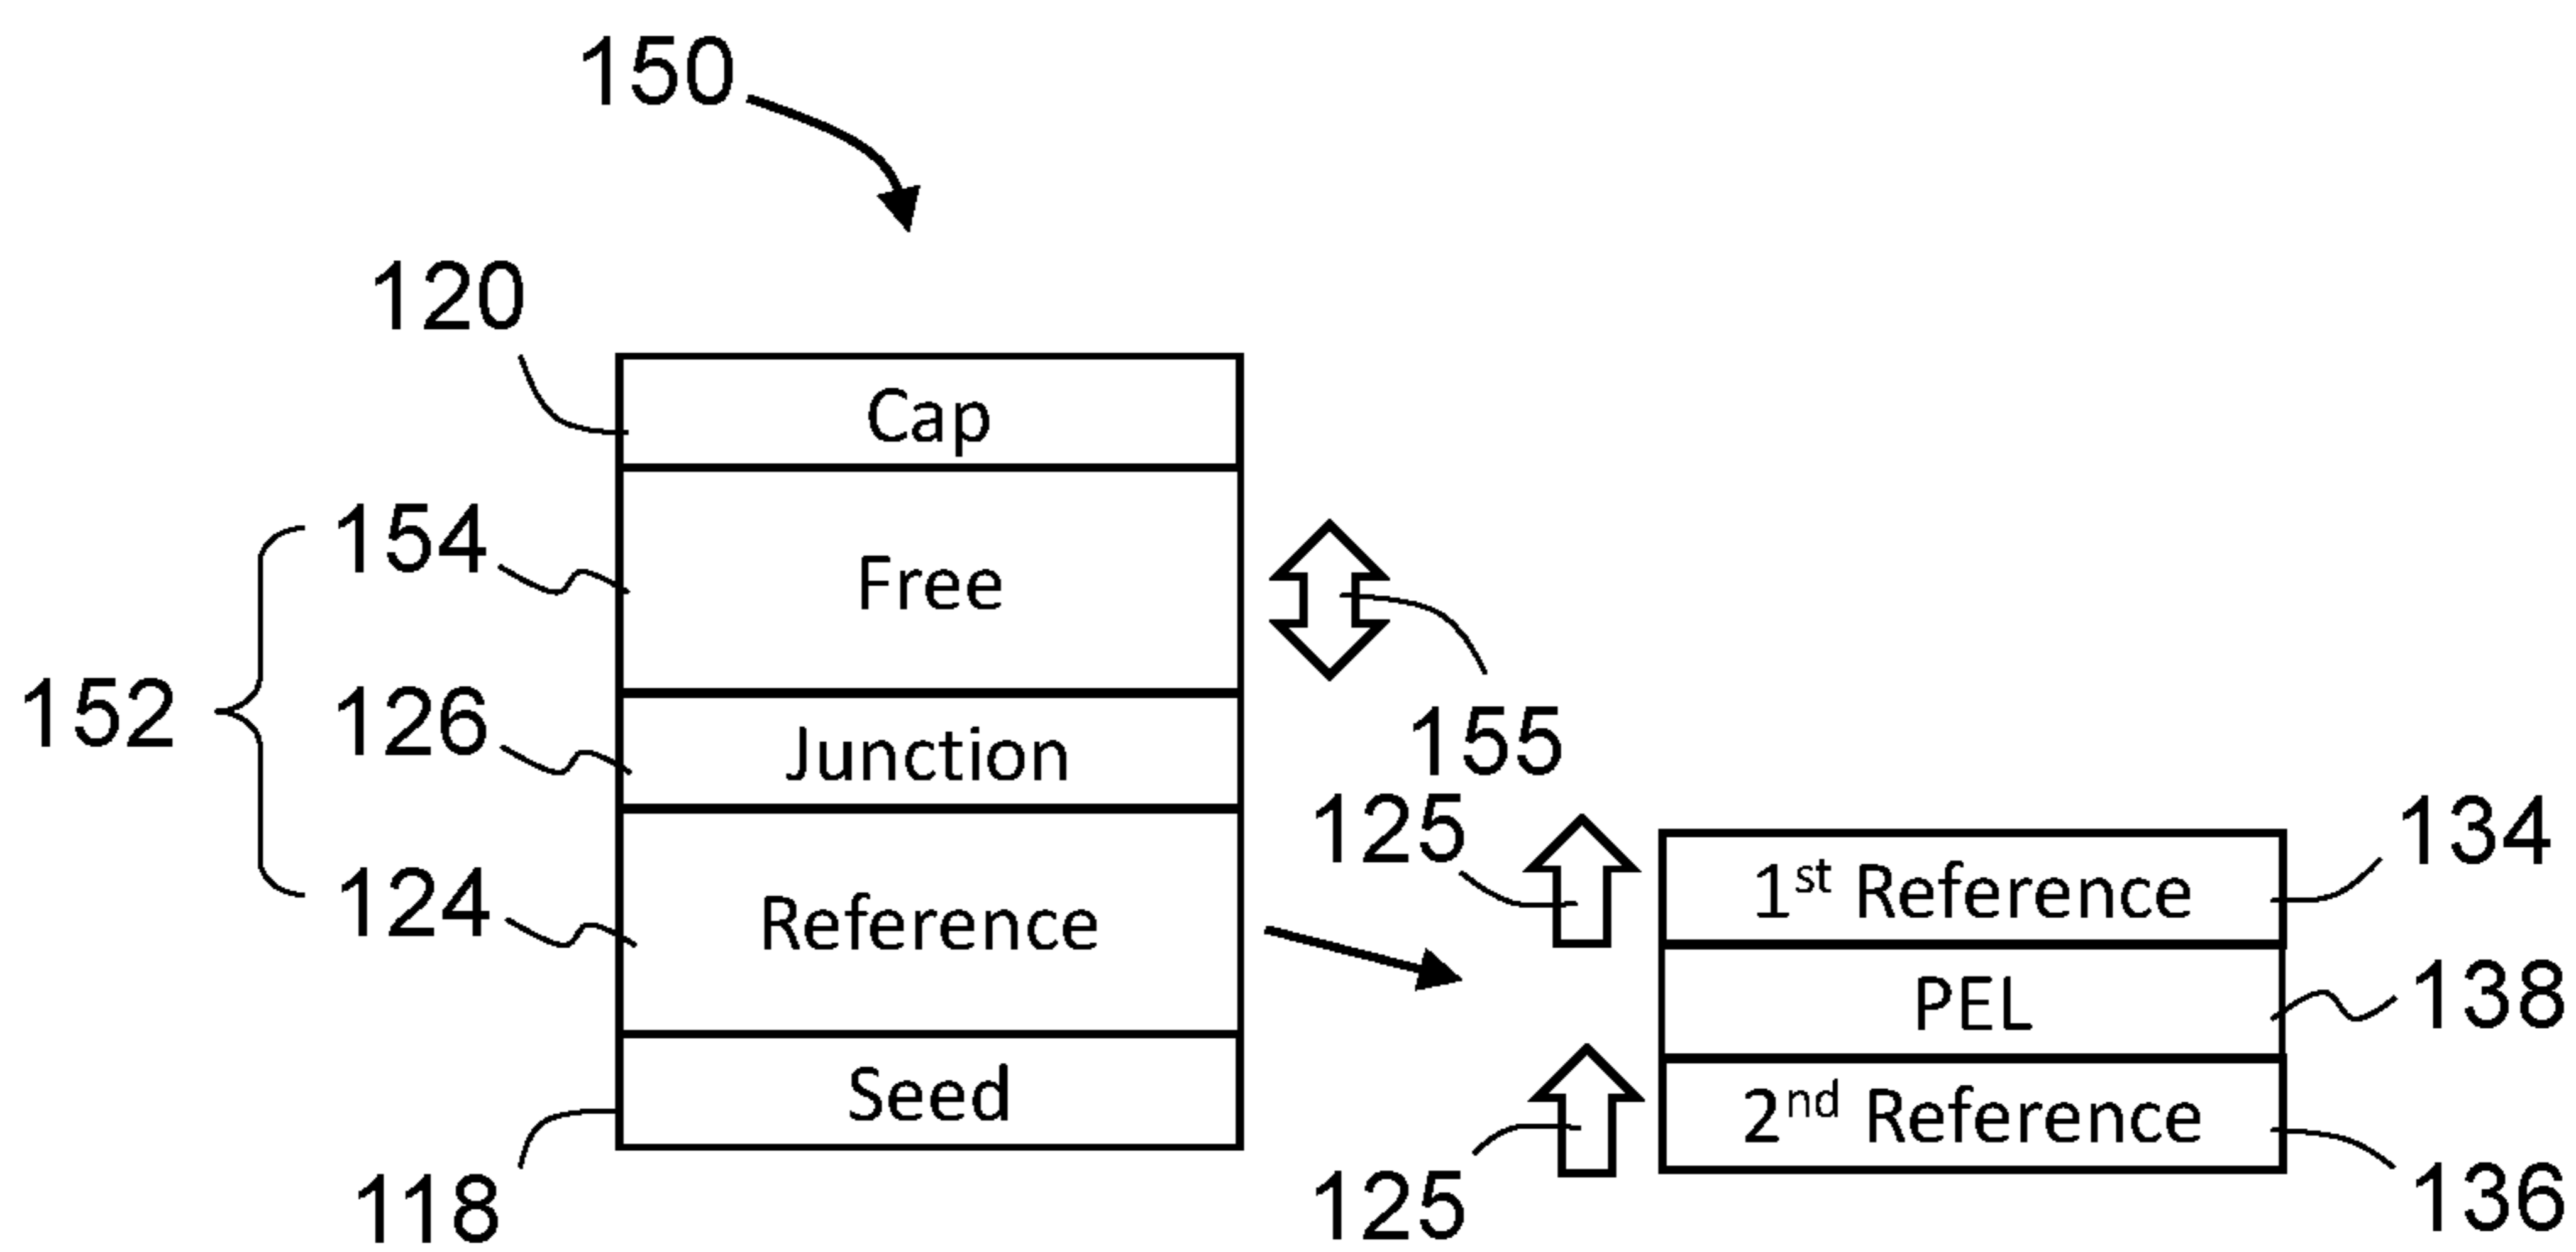 150
120
Cap
154
Free
152
126
Junction
155
125
134
1st Reference
124
Reference
PEL
138
Seed
2nd Reference
118
125
136